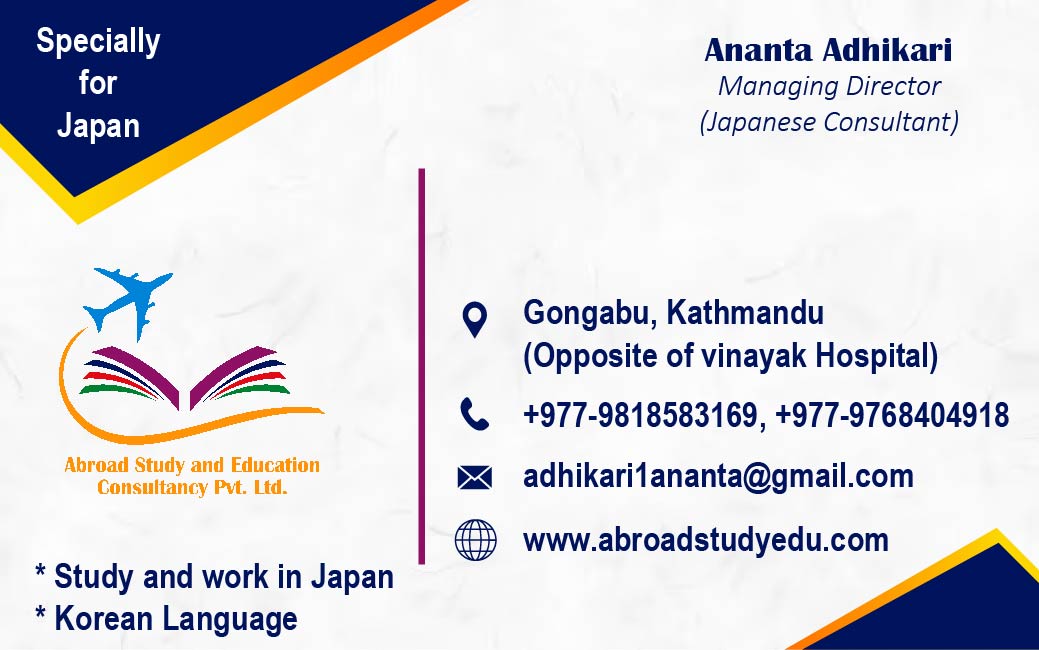 Specially
for
Japan
Ananta Adhikari
Managing Director
(Japanese Consultant)
Abroad Study and Education
Consultancy Pvt. Ltd.
* Study and work in Japan
* Korean Language
Gongabu, Kathmandu
(Opposite of vinayak Hospital)
+977-9818583169, +977-9768404918
adhikari1ananta@gmail.com
www.abroadstudyedu.com